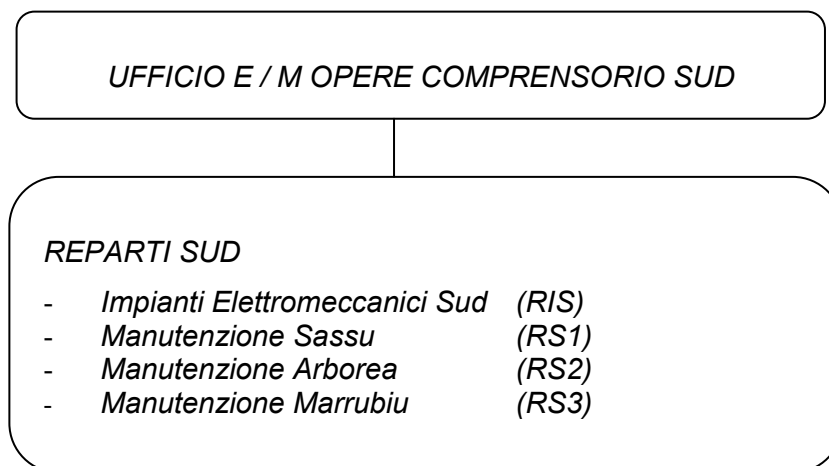 UFFICIO E / M OPERE COMPRENSORIO SUD
REPARTI SUD
- Impianti Elettromeccanici Sud (RIS)
- Manutenzione Sassu (RS1)
- Manutenzione Arborea (RS2)
- Manutenzione Marrubiu (RS3)